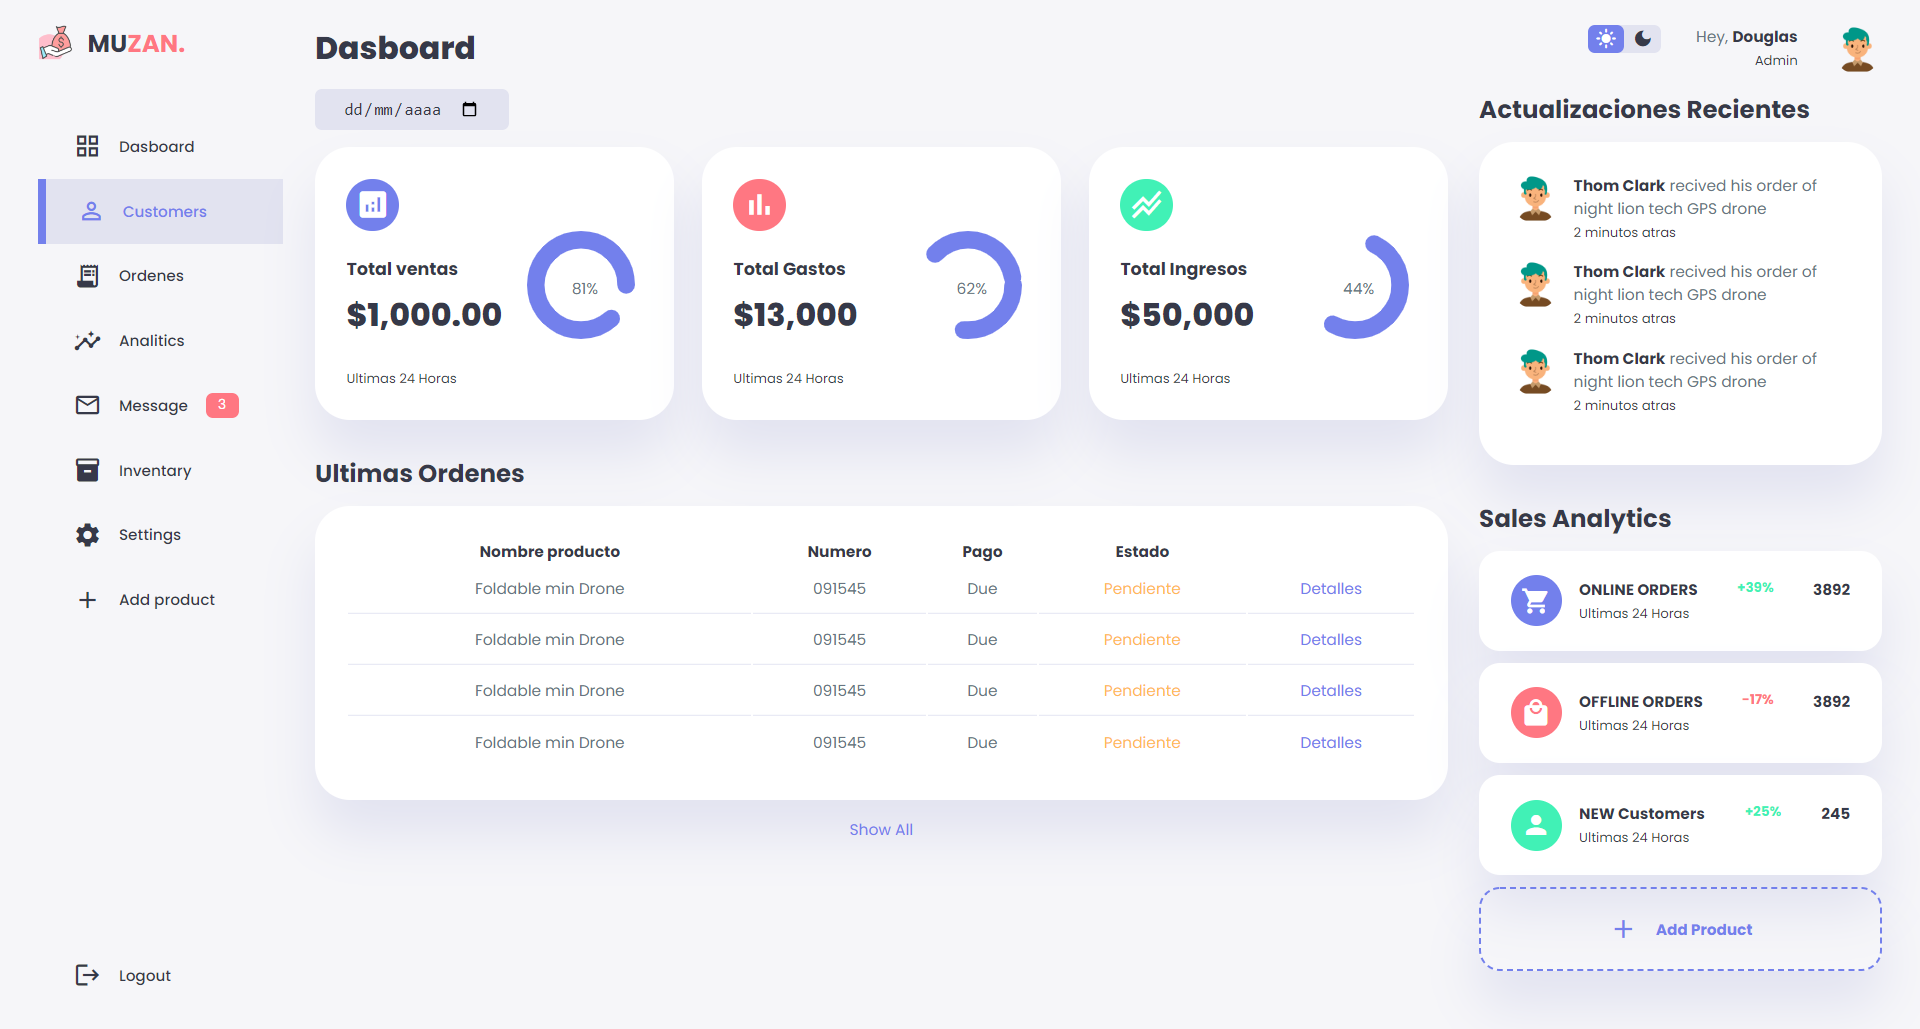 MUZAN.
Dasboard
Customers
Ordenes
Analitics
Message 3
Inventory
Settings
Add product
Logout
Dasboard
dd/mm/aaaa
Total ventas
$1,000.00
81%
Ultimas 24 Horas
Total Gastos
$13,000
62%
Ultimas 24 Horas
Total Ingresos
$50,000
44%
Ultimas 24 Horas
Ultimas Ordenes
Nombre producto Numero Pago Estado
Foldable min Drone 091545 Due Pendiente Detalles
Foldable min Drone 091545 Due Pendiente Detalles
Foldable min Drone 091545 Due Pendiente Detalles
Foldable min Drone 091545 Due Pendiente Detalles
Show All
Hey, Douglas
Admin
Actualizaciones Recientes
Thom Clark recived his order of
night lion tech GPS drone
2 minutos atras
Thom Clark recived his order of
night lion tech GPS drone
2 minutos atras
Thom Clark recived his order of
night lion tech GPS drone
2 minutos atras
Sales Analytics
ONLINE ORDERS +39% 3892
Ultimas 24 Horas
OFFLINE ORDERS -17% 3892
Ultimas 24 Horas
NEW Customers +25% 245
Ultimas 24 Horas
Add Product